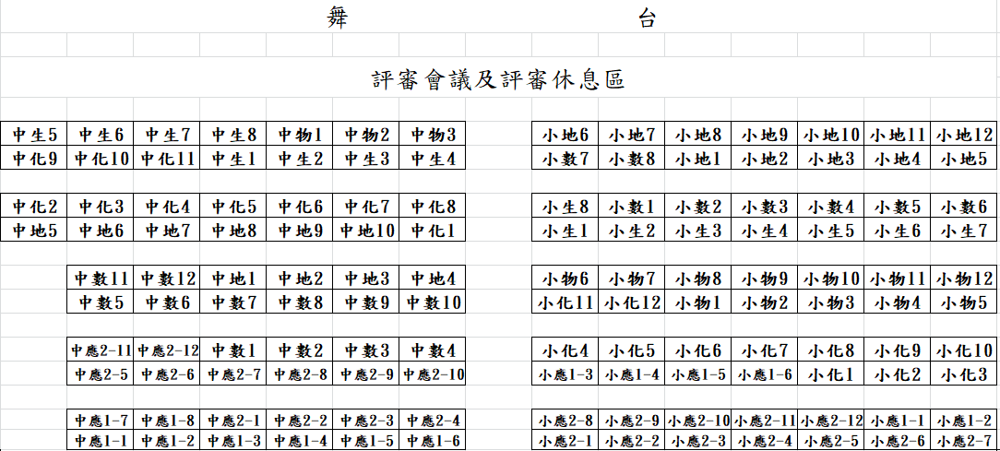 舞 台
評審會議及評審休息區
中生5 中生6 中生7 中生8 中物1 中物2 中物3 小地6 小地7 小地8 小地9 小地10 小地11 小地12
中化9 中化10 中化11 中生1 中生2 中生3 中生4 小數7 小數8 小地1 小地2 小地3 小地4 小地5
中化2 中化3 中化4 中化5 中化6 中化7 中化8 小生8 小數1 小數2 小數3 小數4 小數5 小數6
中地5 中地6 中地7 中地8 中地9 中地10 中化1 小生1 小生2 小生3 小生4 小生5 小生6 小生7
中數11 中數12 中地1 中地2 中地3 中地4 小物6 小物7 小物8 小物9 小物10 小物11 小物12
中數5 中數6 中數7 中數8 中數9 中數10 小化11 小化12 小物1 小物2 小物3 小物4 小物5
中應2-11 中應2-12 中數1 中數2 中數3 中數4 小化4 小化5 小化6 小化7 小化8 小化9 小化10
中應2-5 中應2-6 中應2-7 中應2-8 中應2-9 中應2-10 小應1-3 小應1-4 小應1-5 小應1-6 小化1 小化2 小化3
中應1-7 中應1-8 中應2-1 中應2-2 中應2-3 中應2-4 小應2-8 小應2-9 小應2-10 小應2-11 小應2-12 小應1-1 小應1-2
中應1-1 中應1-2 中應1-3 中應1-4 中應1-5 中應1-6 小應2-1 小應2-2 小應2-3 小應2-4 小應2-5 小應2-6 小應2-7